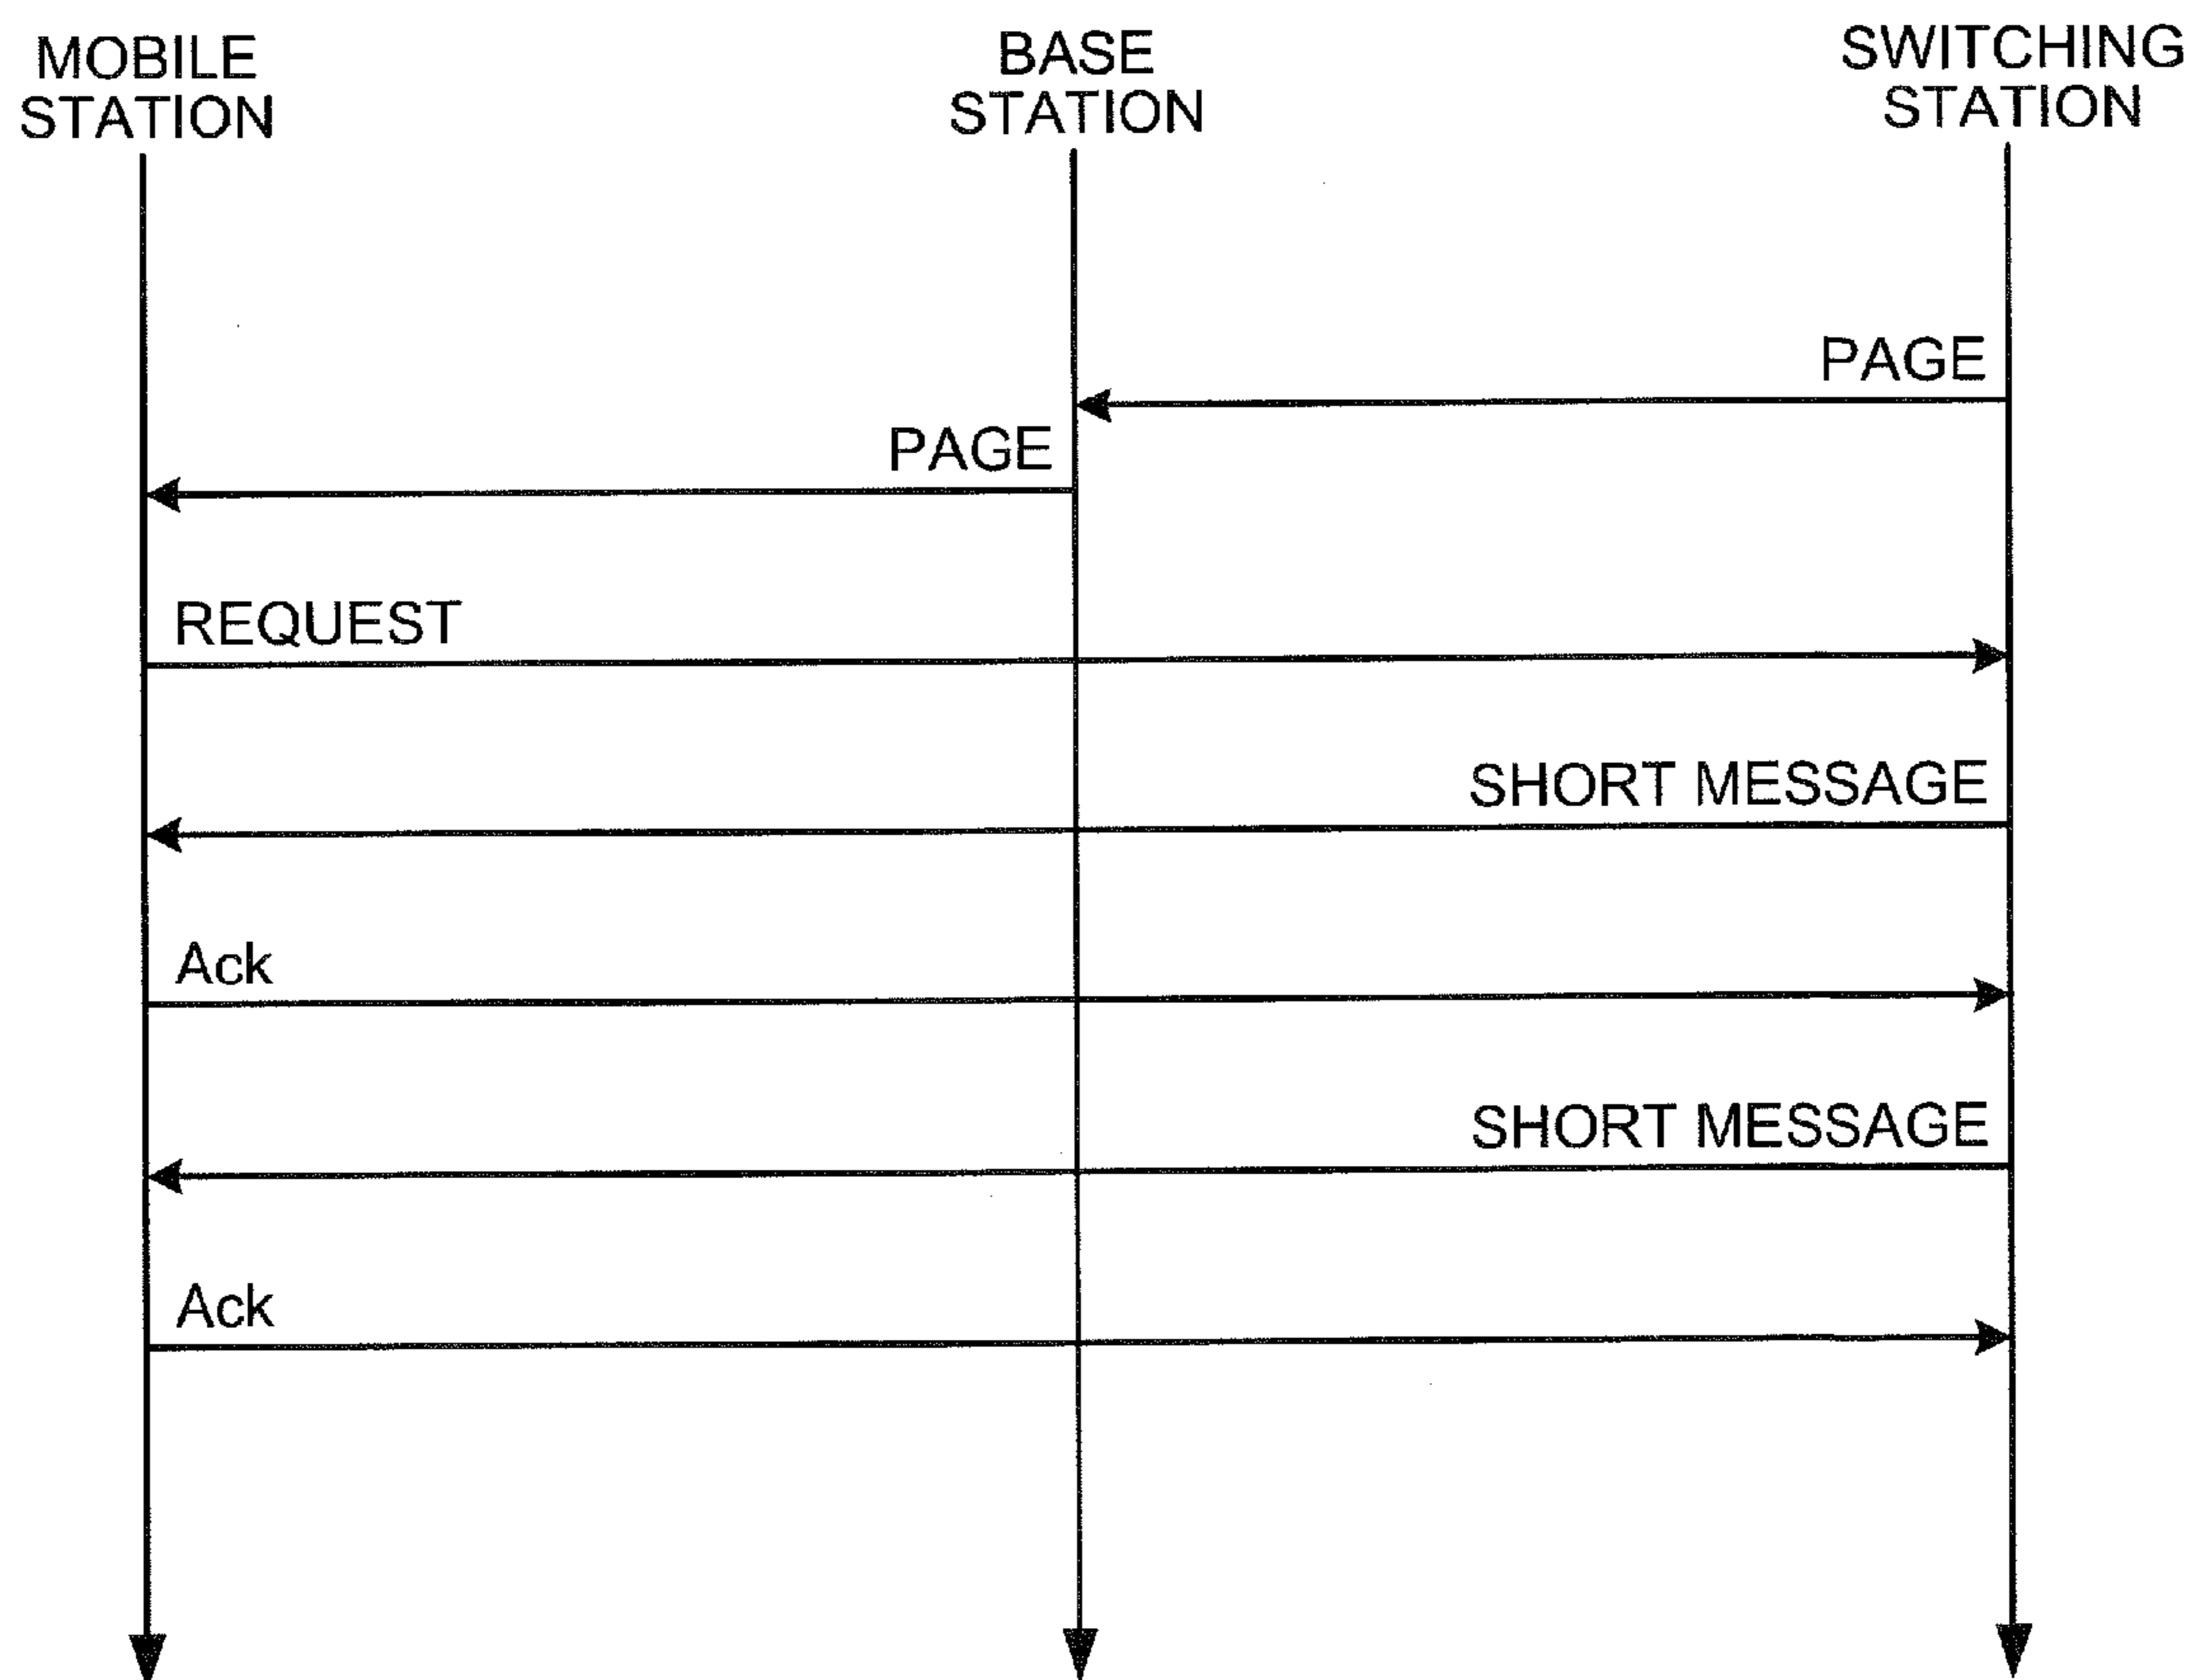 MOBILE
STATION
BASE
STATION
SWITCHING
STATION
PAGE
PAGE
REQUEST
SHORT MESSAGE
Ack
SHORT MESSAGE
Ack